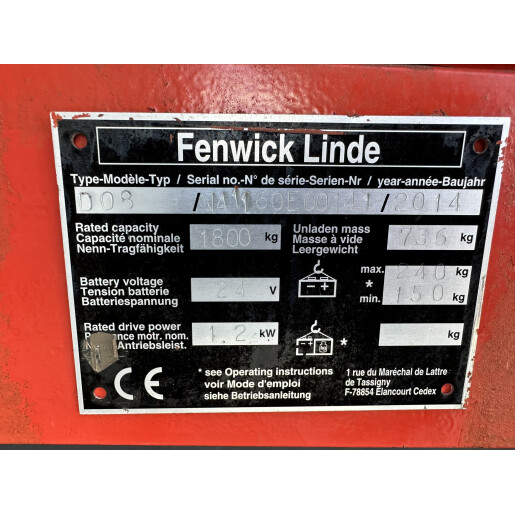 Fenwick Linde
Type-Modèle-Typ / Serial no.-N° de série-Serien-Nr / year-année-Baujahr
D08 / / 2014
Rated capacity
Capacité nominale
Nenn-Tragfähigkeit
1800 kg
Unladen mass
Masse à vide
Leergewicht
736 kg
Battery voltage
Tension batterie
Batteriespannung
24 V
max. 240 kg
*
min. 150 kg
Rated drive power
motr. nom.
Antriebsleist.
1.2 kW
* kg
CE
* see Operating instructions
voir Mode d'emploi
siehe Betriebsanleitung
1 rue du Maréchal de Lattre
de Tassigny
F-78854 Elancourt Cedex